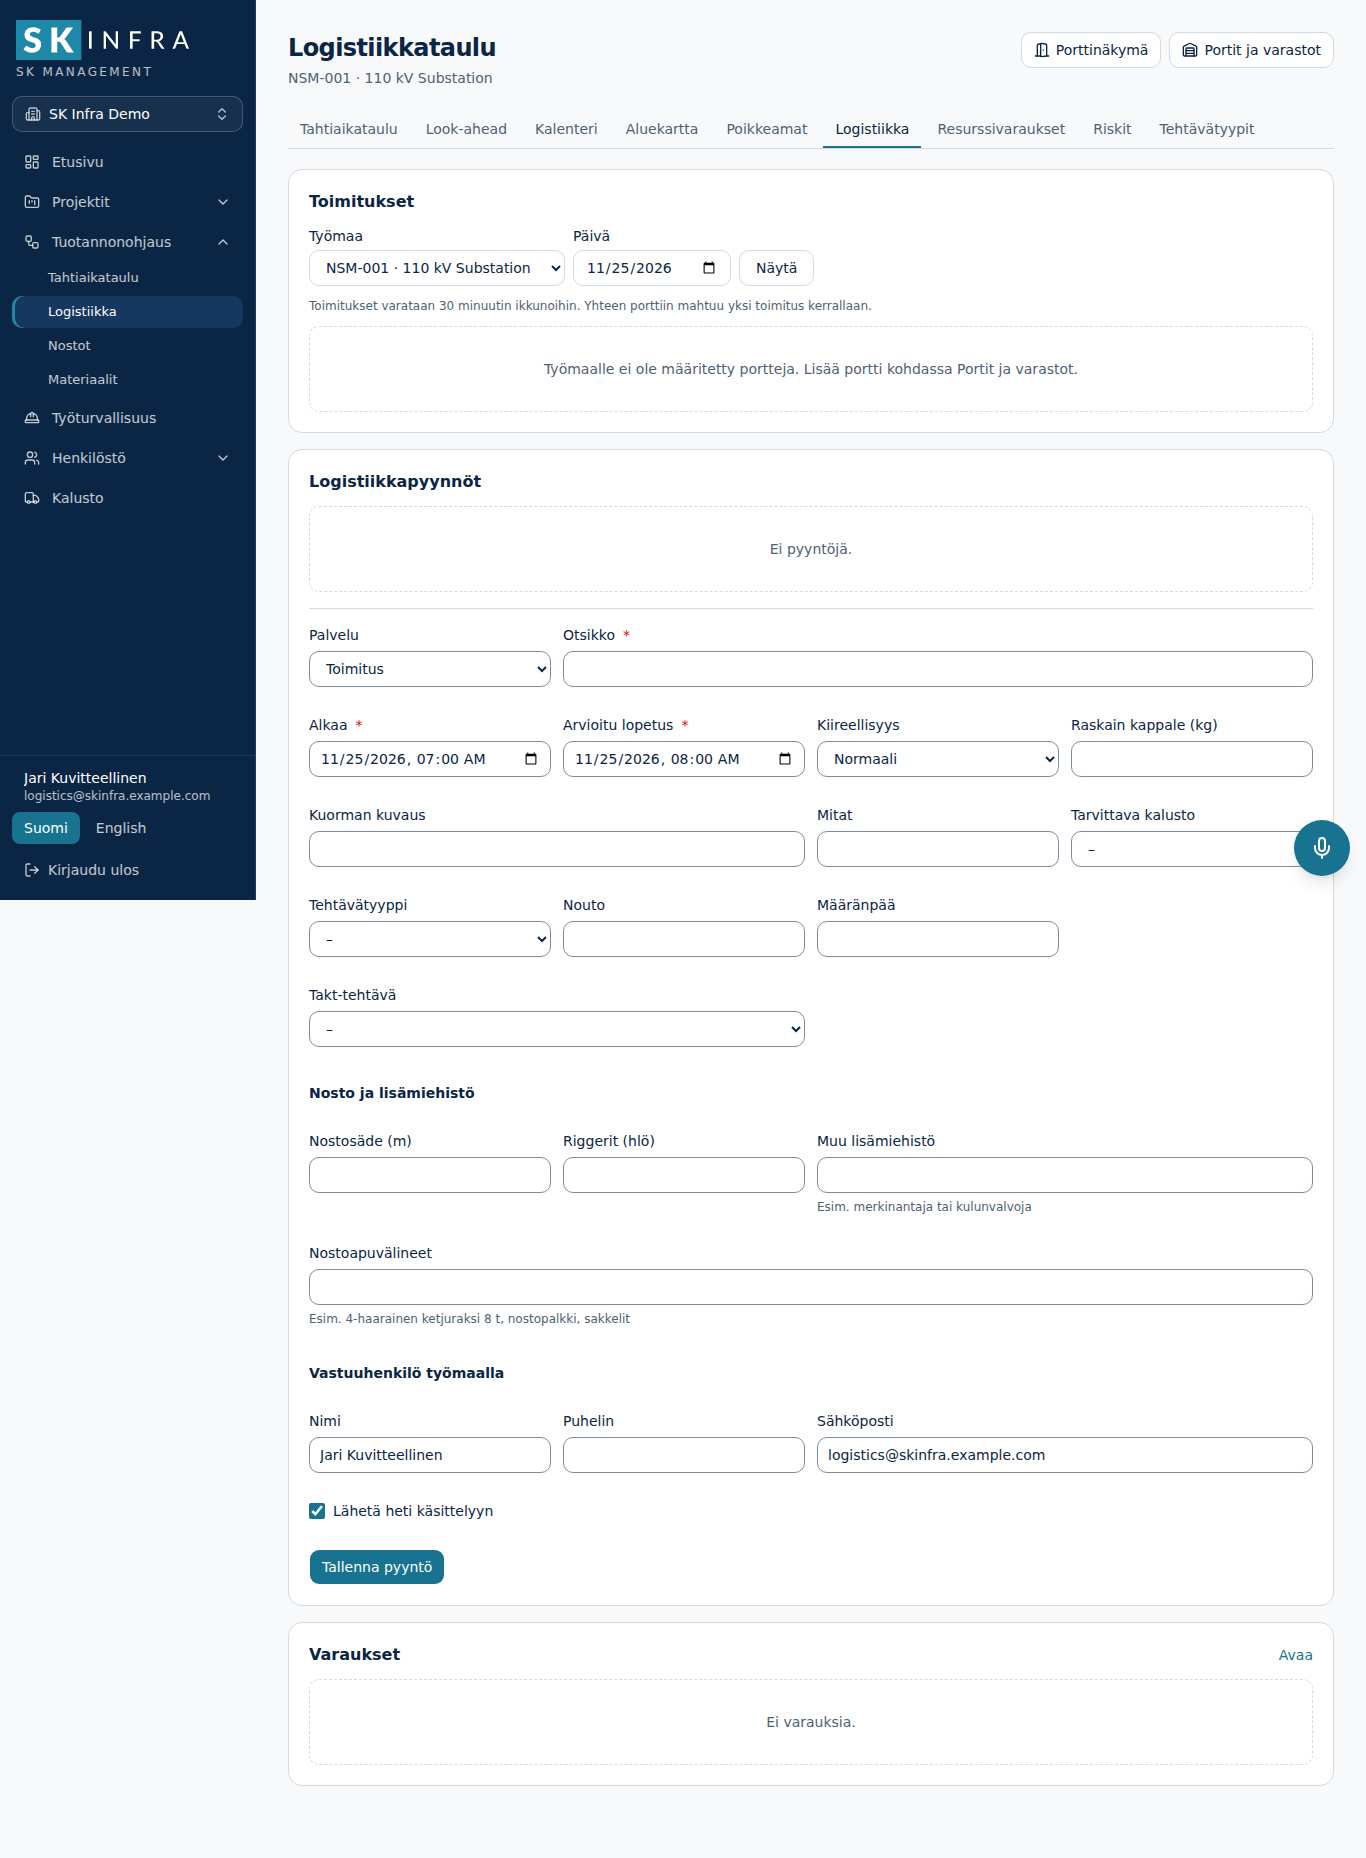 SK INFRA
SK MANAGEMENT
SK Infra Demo
Etusivu
Projektit
Tuotannonohjaus
Tahtiaikataulu
Logistiikka
Nostot
Materiaalit
Työturvallisuus
Henkilöstö
Kalusto
Jari Kuvitteellinen
logistics@skinfra.example.com
Suomi English
Kirjaudu ulos
Logistiikkataulu
NSM-001 · 110 kV Substation
Porttinäkymä Portit ja varastot
Tahtiaikataulu Look-ahead Kalenteri Aluekartta Poikkeamat Logistiikka Resurssivaraukset Riskit Tehtävätyypit
Toimitukset
Työmaa Päivä
NSM-001 · 110 kV Substation 11/25/2026 Näytä
Toimitukset varataan 30 minuutin ikkunoihin. Yhteen porttiin mahtuu yksi toimitus kerrallaan.
Työmaalle ei ole määritetty portteja. Lisää portti kohdassa Portit ja varastot.
Logistiikkapyynnöt
Ei pyyntöjä.
Palvelu Otsikko *
Toimitus
Alkaa * Arvioitu lopetus * Kiireellisyys Raskain kappale (kg)
11/25/2026, 07:00 AM 11/25/2026, 08:00 AM Normaali
Kuorman kuvaus Mitat Tarvittava kalusto
–
Tehtävätyyppi Nouto Määränpää
–
Takt-tehtävä
–
Nosto ja lisämiehistö
Nostosäde (m) Riggerit (hlö) Muu lisämiehistö
Esim. merkinantaja tai kulunvalvoja
Nostoapuvälineet
Esim. 4-haarainen ketjuraksi 8 t, nostopalkki, sakkelit
Vastuuhenkilö työmaalla
Nimi Puhelin Sähköposti
Jari Kuvitteellinen logistics@skinfra.example.com
Lähetä heti käsittelyyn
Tallenna pyyntö
Varaukset Avaa
Ei varauksia.